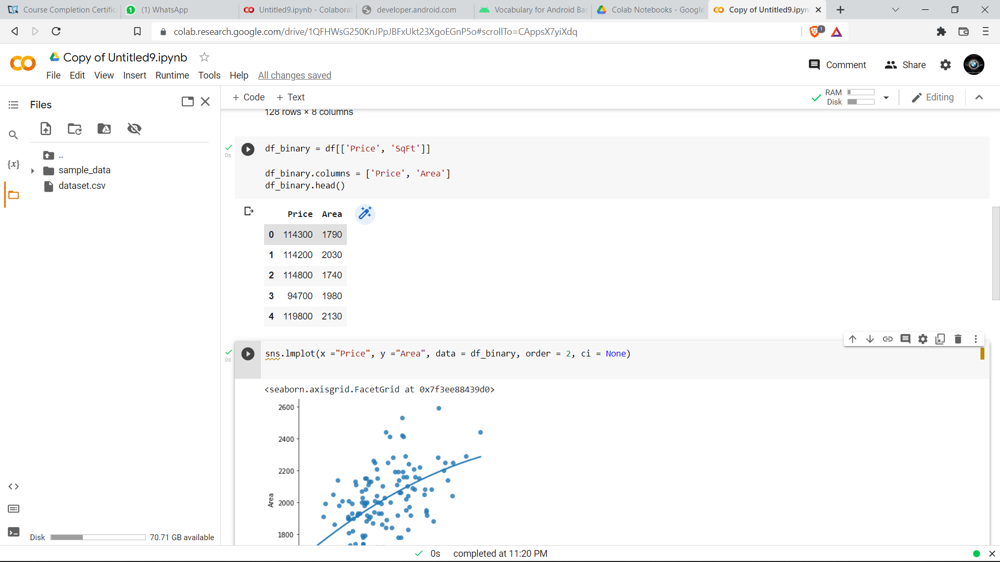 Course Completion Certific
(1) WhatsApp
Untitled9.ipynb - Colaborat
developer.android.com
Vocabulary for Android Bas
Colab Notebooks - Google
Copy of Untitled9.ipyn
colab.research.google.com/drive/1QFHWsG250KnJPpJBFxUkt23XgoEGnP5o#scrollTo=CAppsX7yiXdq
1
Copy of Untitled9.ipynb
Comment
Share
File Edit View Insert Runtime Tools Help All changes saved
Files
+ Code + Text
RAM
Disk
Editing
128 rows × 8 columns
..
sample_data
dataset.csv
{x}
0s
df_binary = df[['Price', 'SqFt']]
df_binary.columns = ['Price', 'Area']
df_binary.head()
Price Area
0 114300 1790
1 114200 2030
2 114800 1740
3 94700 1980
4 119800 2130
0s
sns.lmplot(x ="Price", y ="Area", data = df_binary, order = 2, ci = None)
<seaborn.axisgrid.FacetGrid at 0x7f3ee88439d0>
2600
2400
2200
2000
1800
Area
Disk 70.71 GB available
0s completed at 11:20 PM